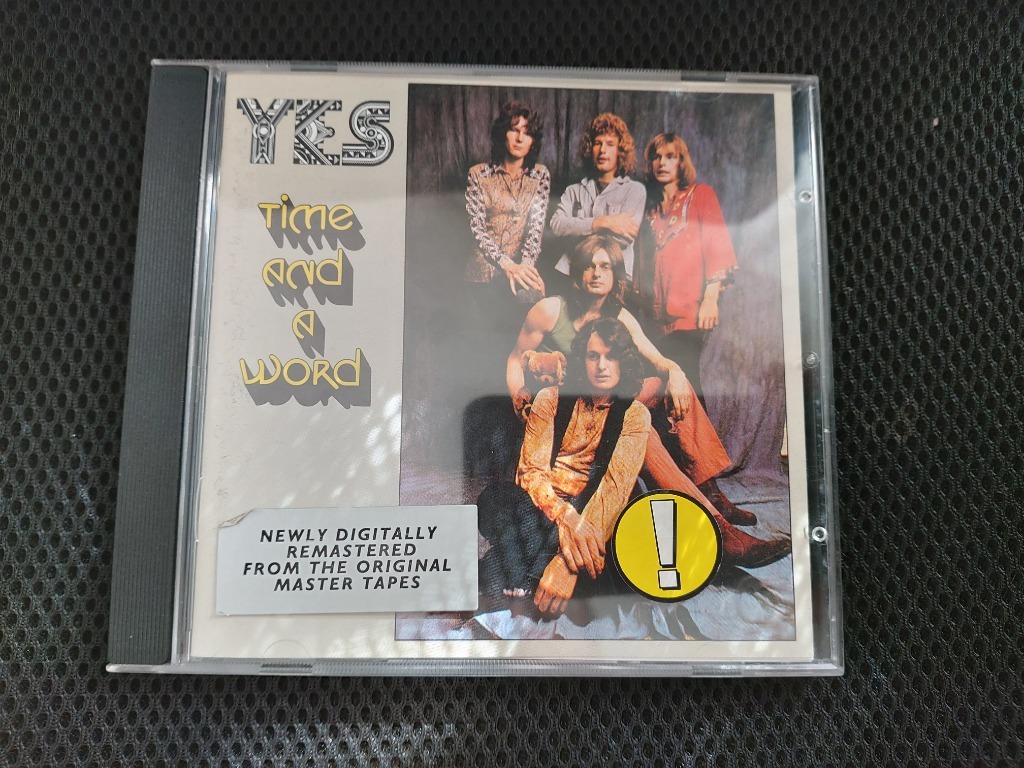 YES
TIME
AND
A
WORD
NEWLY DIGITALLY
REMASTERED
FROM THE ORIGINAL
MASTER TAPES
!